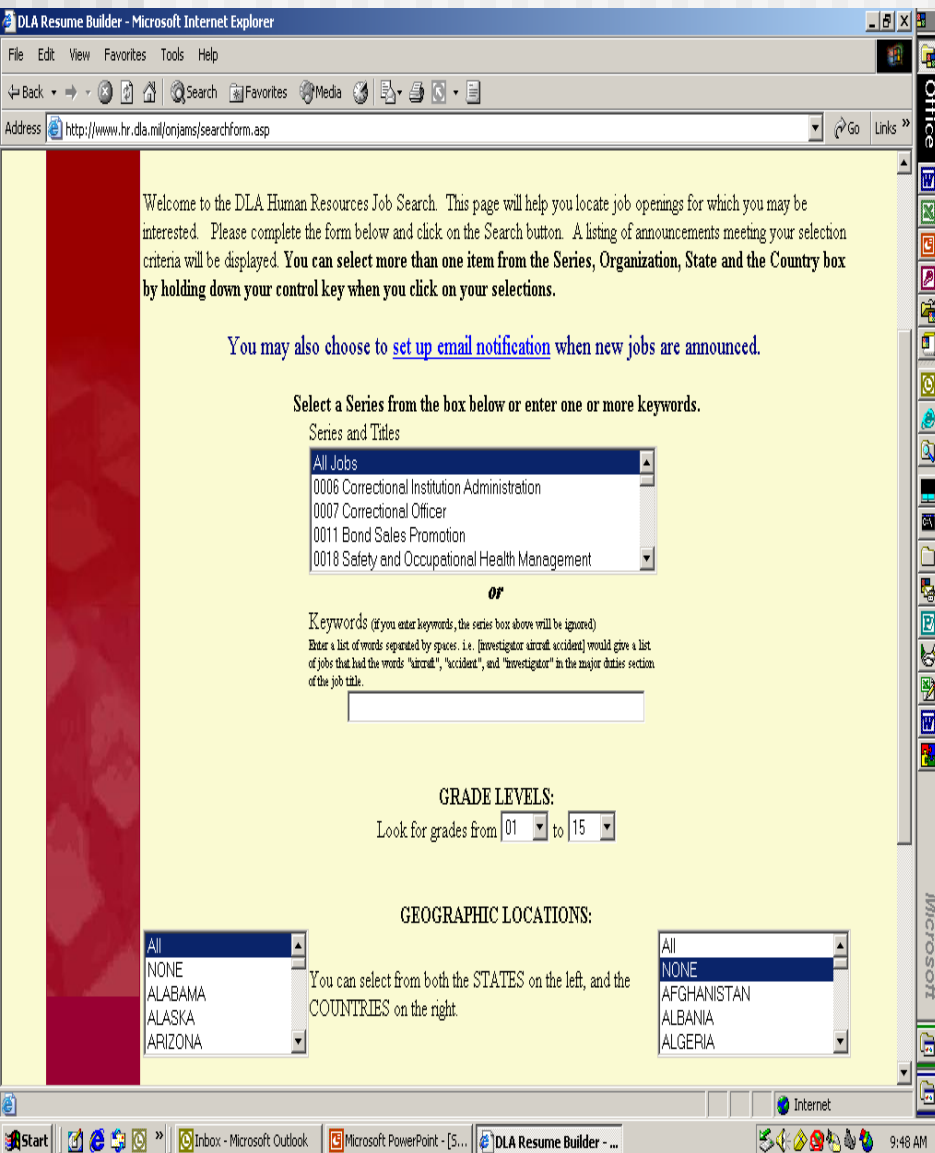 DLA Resume Builder - Microsoft Internet Explorer
File Edit View Favorites Tools Help
Back Search Favorites Media
Address http://www.hr.dla.mil/onjams/searchform.asp Go Links »
Office
Welcome to the DLA Human Resources Job Search. This page will help you locate job openings for which you may be
interested. Please complete the form below and click on the Search button. A listing of announcements meeting your selection
criteria will be displayed. You can select more than one item from the Series, Organization, State and the Country box
by holding down your control key when you click on your selections.
You may also choose to set up email notification when new jobs are announced.
Select a Series from the box below or enter one or more keywords.
Series and Titles
All Jobs
0006 Correctional Institution Administration
0007 Correctional Officer
0011 Bond Sales Promotion
0018 Safety and Occupational Health Management
or
Keywords (if you enter keywords, the series box above will be ignored)
Enter a list of words separated by spaces. i.e. [investigator aircraft accident] would give a list
of jobs that had the words "aircraft", "accident", and "investigator" in the major duties section
of the job title.
GRADE LEVELS:
Look for grades from 01 to 15
GEOGRAPHIC LOCATIONS:
All
NONE
ALABAMA
ALASKA
ARIZONA
You can select from both the STATES on the left, and the
COUNTRIES on the right.
All
NONE
AFGHANISTAN
ALBANIA
ALGERIA
Microsoft
Internet
Start » Inbox - Microsoft Outlook Microsoft PowerPoint - [S... DLA Resume Builder - ... 9:48 AM